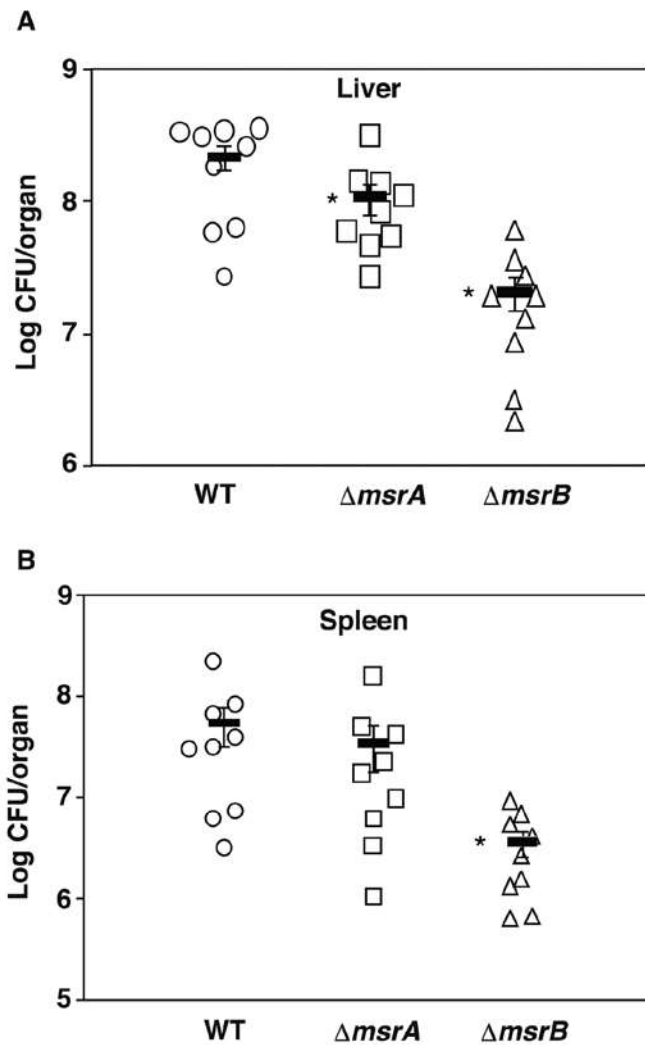 A
Liver
Log CFU/organ
9
8
7
6
*
*
WT
ΔmsrA
ΔmsrB
B
Spleen
Log CFU/organ
9
8
7
6
5
*
WT
ΔmsrA
ΔmsrB